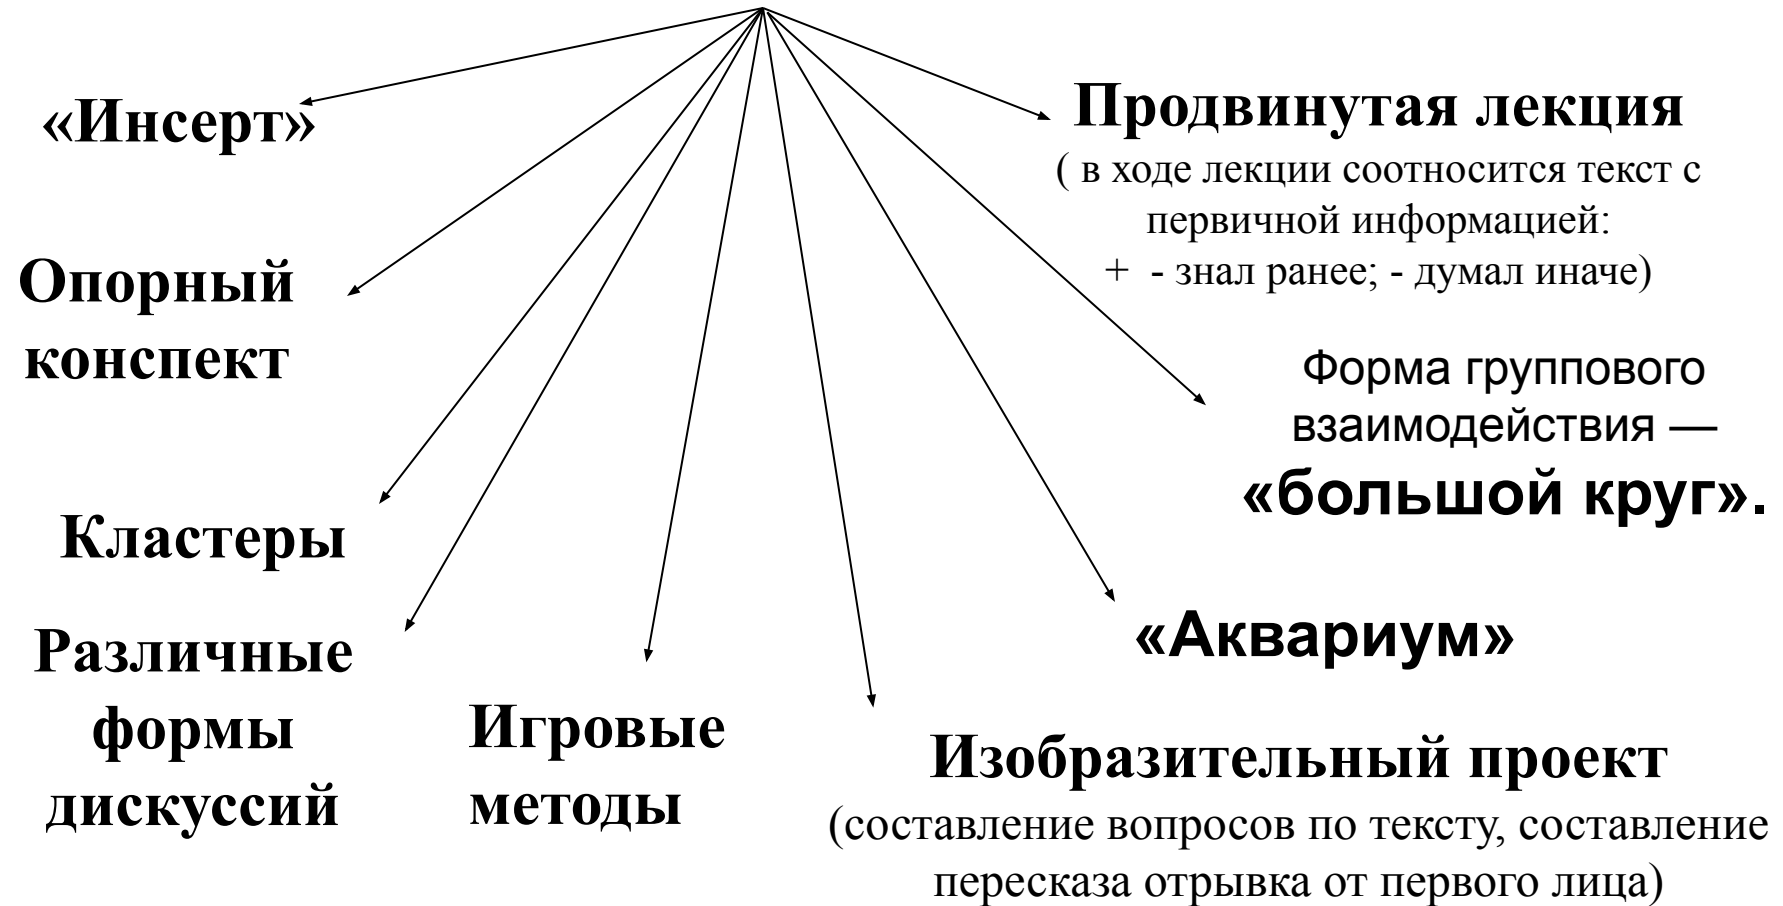 «Инсерт»
Опорный
конспект
Кластеры
Различные
формы
дискуссий
Игровые
методы
Продвинутая лекция
( в ходе лекции соотносится текст с
первичной информацией:
+ - знал ранее; - думал иначе)
Форма группового
взаимодействия —
«большой круг».
«Аквариум»
Изобразительный проект
(составление вопросов по тексту, составление
пересказа отрывка от первого лица)